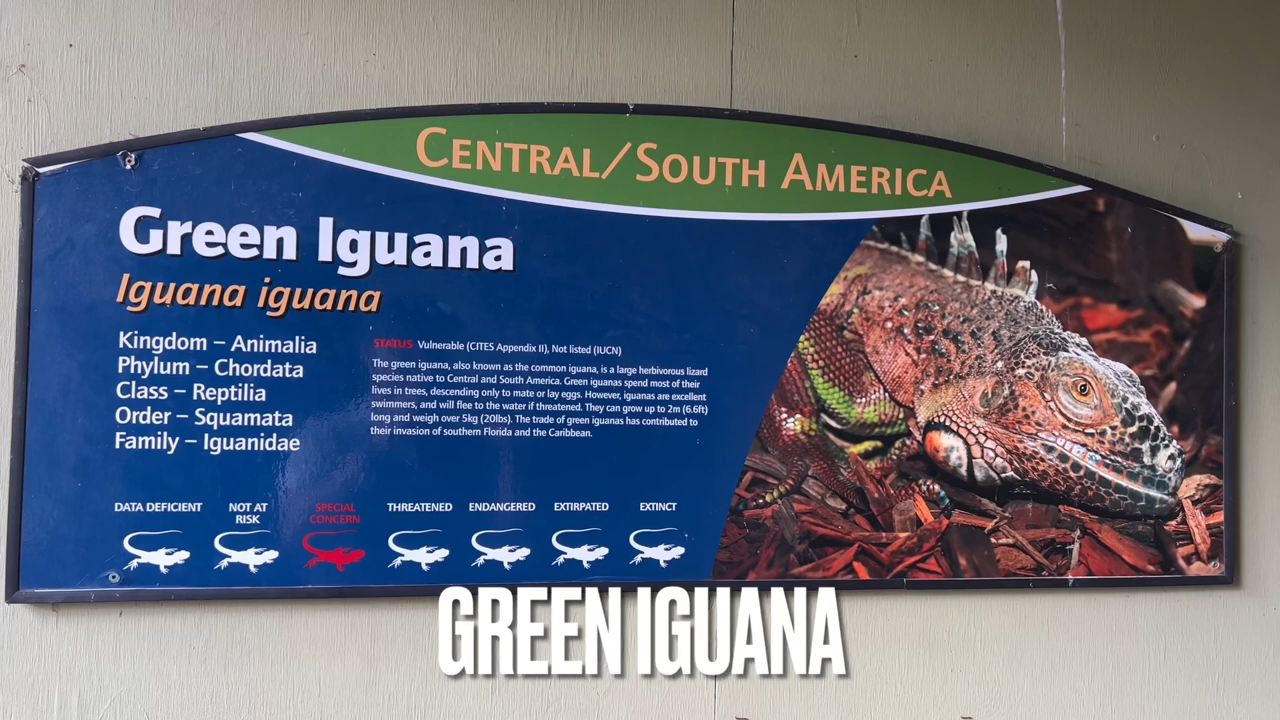 CENTRAL/SOUTH AMERICA
Green Iguana
Iguana iguana
Kingdom – Animalia
Phylum – Chordata
Class – Reptilia
Order – Squamata
Family – Iguanidae
STATUS Vulnerable (CITES Appendix II), Not listed (IUCN)
The green iguana, also known as the common iguana, is a large herbivorous lizard
species native to Central and South America. Green iguanas spend most of their
lives in trees, descending only to mate or lay eggs. However, iguanas are excellent
swimmers, and will flee to the water if threatened. They can grow up to 2m (6.6ft)
long and weigh over 5kg (20lbs). The trade of green iguanas has contributed to
their invasion of southern Florida and the Caribbean.
DATA DEFICIENT
NOT AT
RISK
SPECIAL
CONCERN
THREATENED
ENDANGERED
EXTIRPATED
EXTINCT
GREEN IGUANA